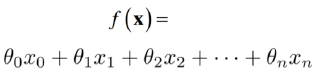 f(x)=
θ₀x₀ + θ₁x₁ + θ₂x₂ + ⋯ + θₙxₙ